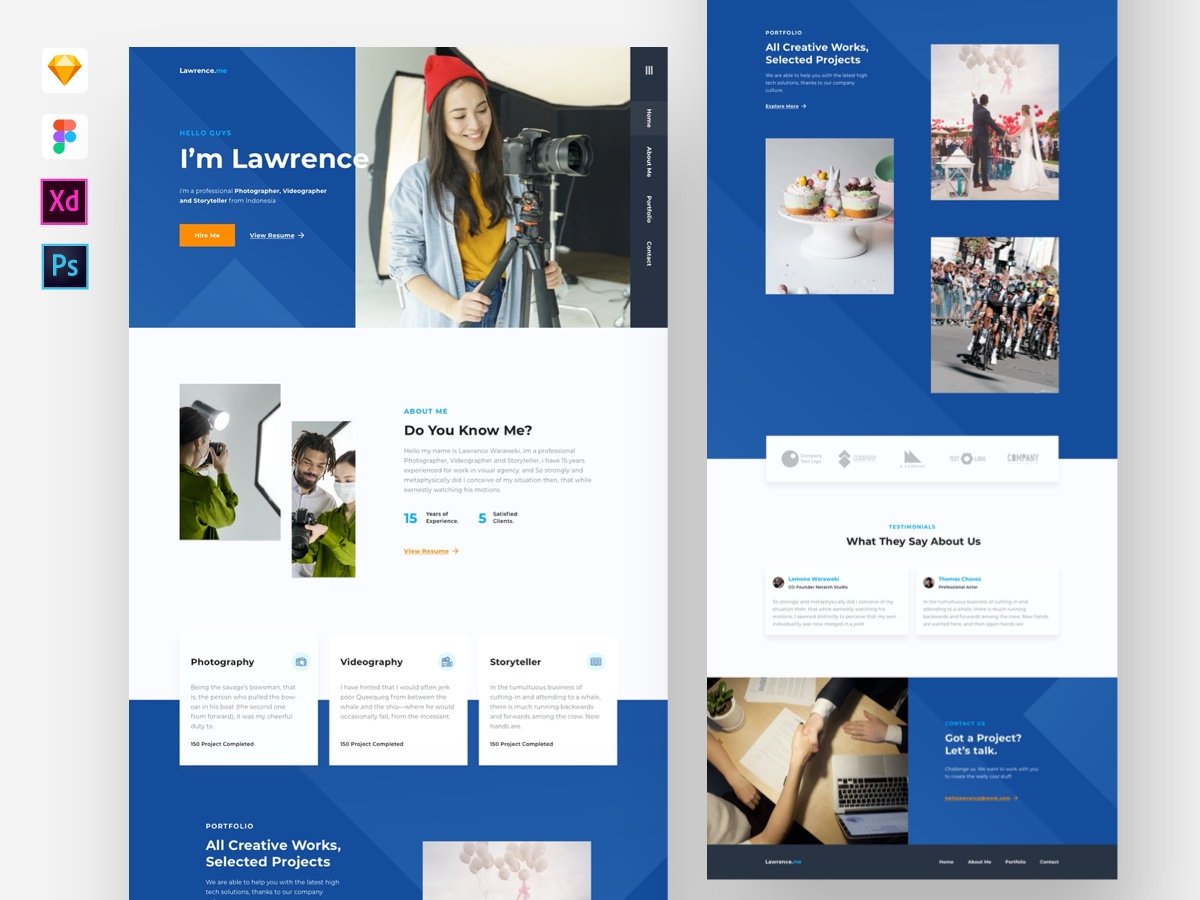 Xd
Ps
Lawrence.me
Home
About Me
Portfolio
Contact
HELLO GUYS
I'm Lawrence
i'm a professional Photographer, Videographer
and Storyteller from Indonesia
Hire Me
View Resume →
ABOUT ME
Do You Know Me?
Hello my name is Lawrance Waraweki, im a professional
Photographer, Videographer and Storyteller, i have 15 years
experienced for work in visual agency. and So strongly and
metaphysically did I conceive of my situation then, that while
earnestly watching his motions.
15 Years of
Experience.
5 Satisfied
Clients.
View Resume →
Photography
Being the savage's bowsman, that
is, the person who pulled the bow-
oar in his boat (the second one
from forward), it was my cheerful
duty to.
150 Project Completed
Videography
I have hinted that I would often jerk
poor Queequeg from between the
whale and the ship—where he would
occasionally fall, from the incessant.
150 Project Completed
Storyteller
In the tumultuous business of
cutting-in and attending to a whale,
there is much running backwards
and forwards among the crew. Now
hands are.
150 Project Completed
PORTFOLIO
All Creative Works,
Selected Projects
We are able to help you with the latest high
tech solutions, thanks to our company
PORTFOLIO
All Creative Works,
Selected Projects
We are able to help you with the latest high
tech solutions, thanks to our company
culture.
Explore More →
Company
Text Logo
COMPANY
TEXT LOGO
COMPANY
TESTIMONIALS
What They Say About Us
Lamone Waraweki
CO-Founder Netarch Studio
So strongly and metaphysically did I conceive of my
situation then, that while earnestly watching his
motions, I seemed distinctly to perceive that my own
individuality was now merged in a joint
Thomas Chavez
Professional Actor
In the tumultuous business of cutting-in and
attending to a whale, there is much running
backwards and forwards among the crew. Now hands
are wanted here, and then again hands are
CONTACT US
Got a Project?
Let's talk.
Challenge us. We want to work with you
to create the really cool stuff
hellolawrence@work.com →
Lawrence.me
Home
About Me
Portfolio
Contact